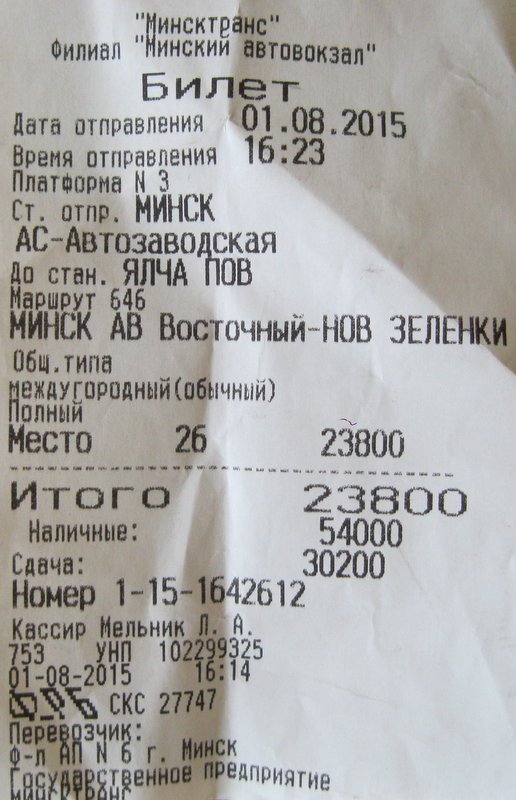 "Минсктранс"
Филиал "Минский автовокзал"
Билет
Дата отправления 01.08.2015
Время отправления 16:23
Платформа N 3
Ст. отпр. МИНСК
АС-Автозаводская
До стан. ЯЛЧА ПОВ
Маршрут 646
МИНСК АВ Восточный-НОВ ЗЕЛЕНКИ
Общ.типа
междугородный(обычный)
Полный
Место 26 23800
Итого 23800
Наличные: 54000
Сдача: 30200
Номер 1-15-1642612
Кассир Мельник Л. А.
753 УНП 102299325
01-08-2015 16:14
СКС 27747
Перевозчик:
Ф-л АП N 6 г. Минск
Государственное предприятие
Минсктранс